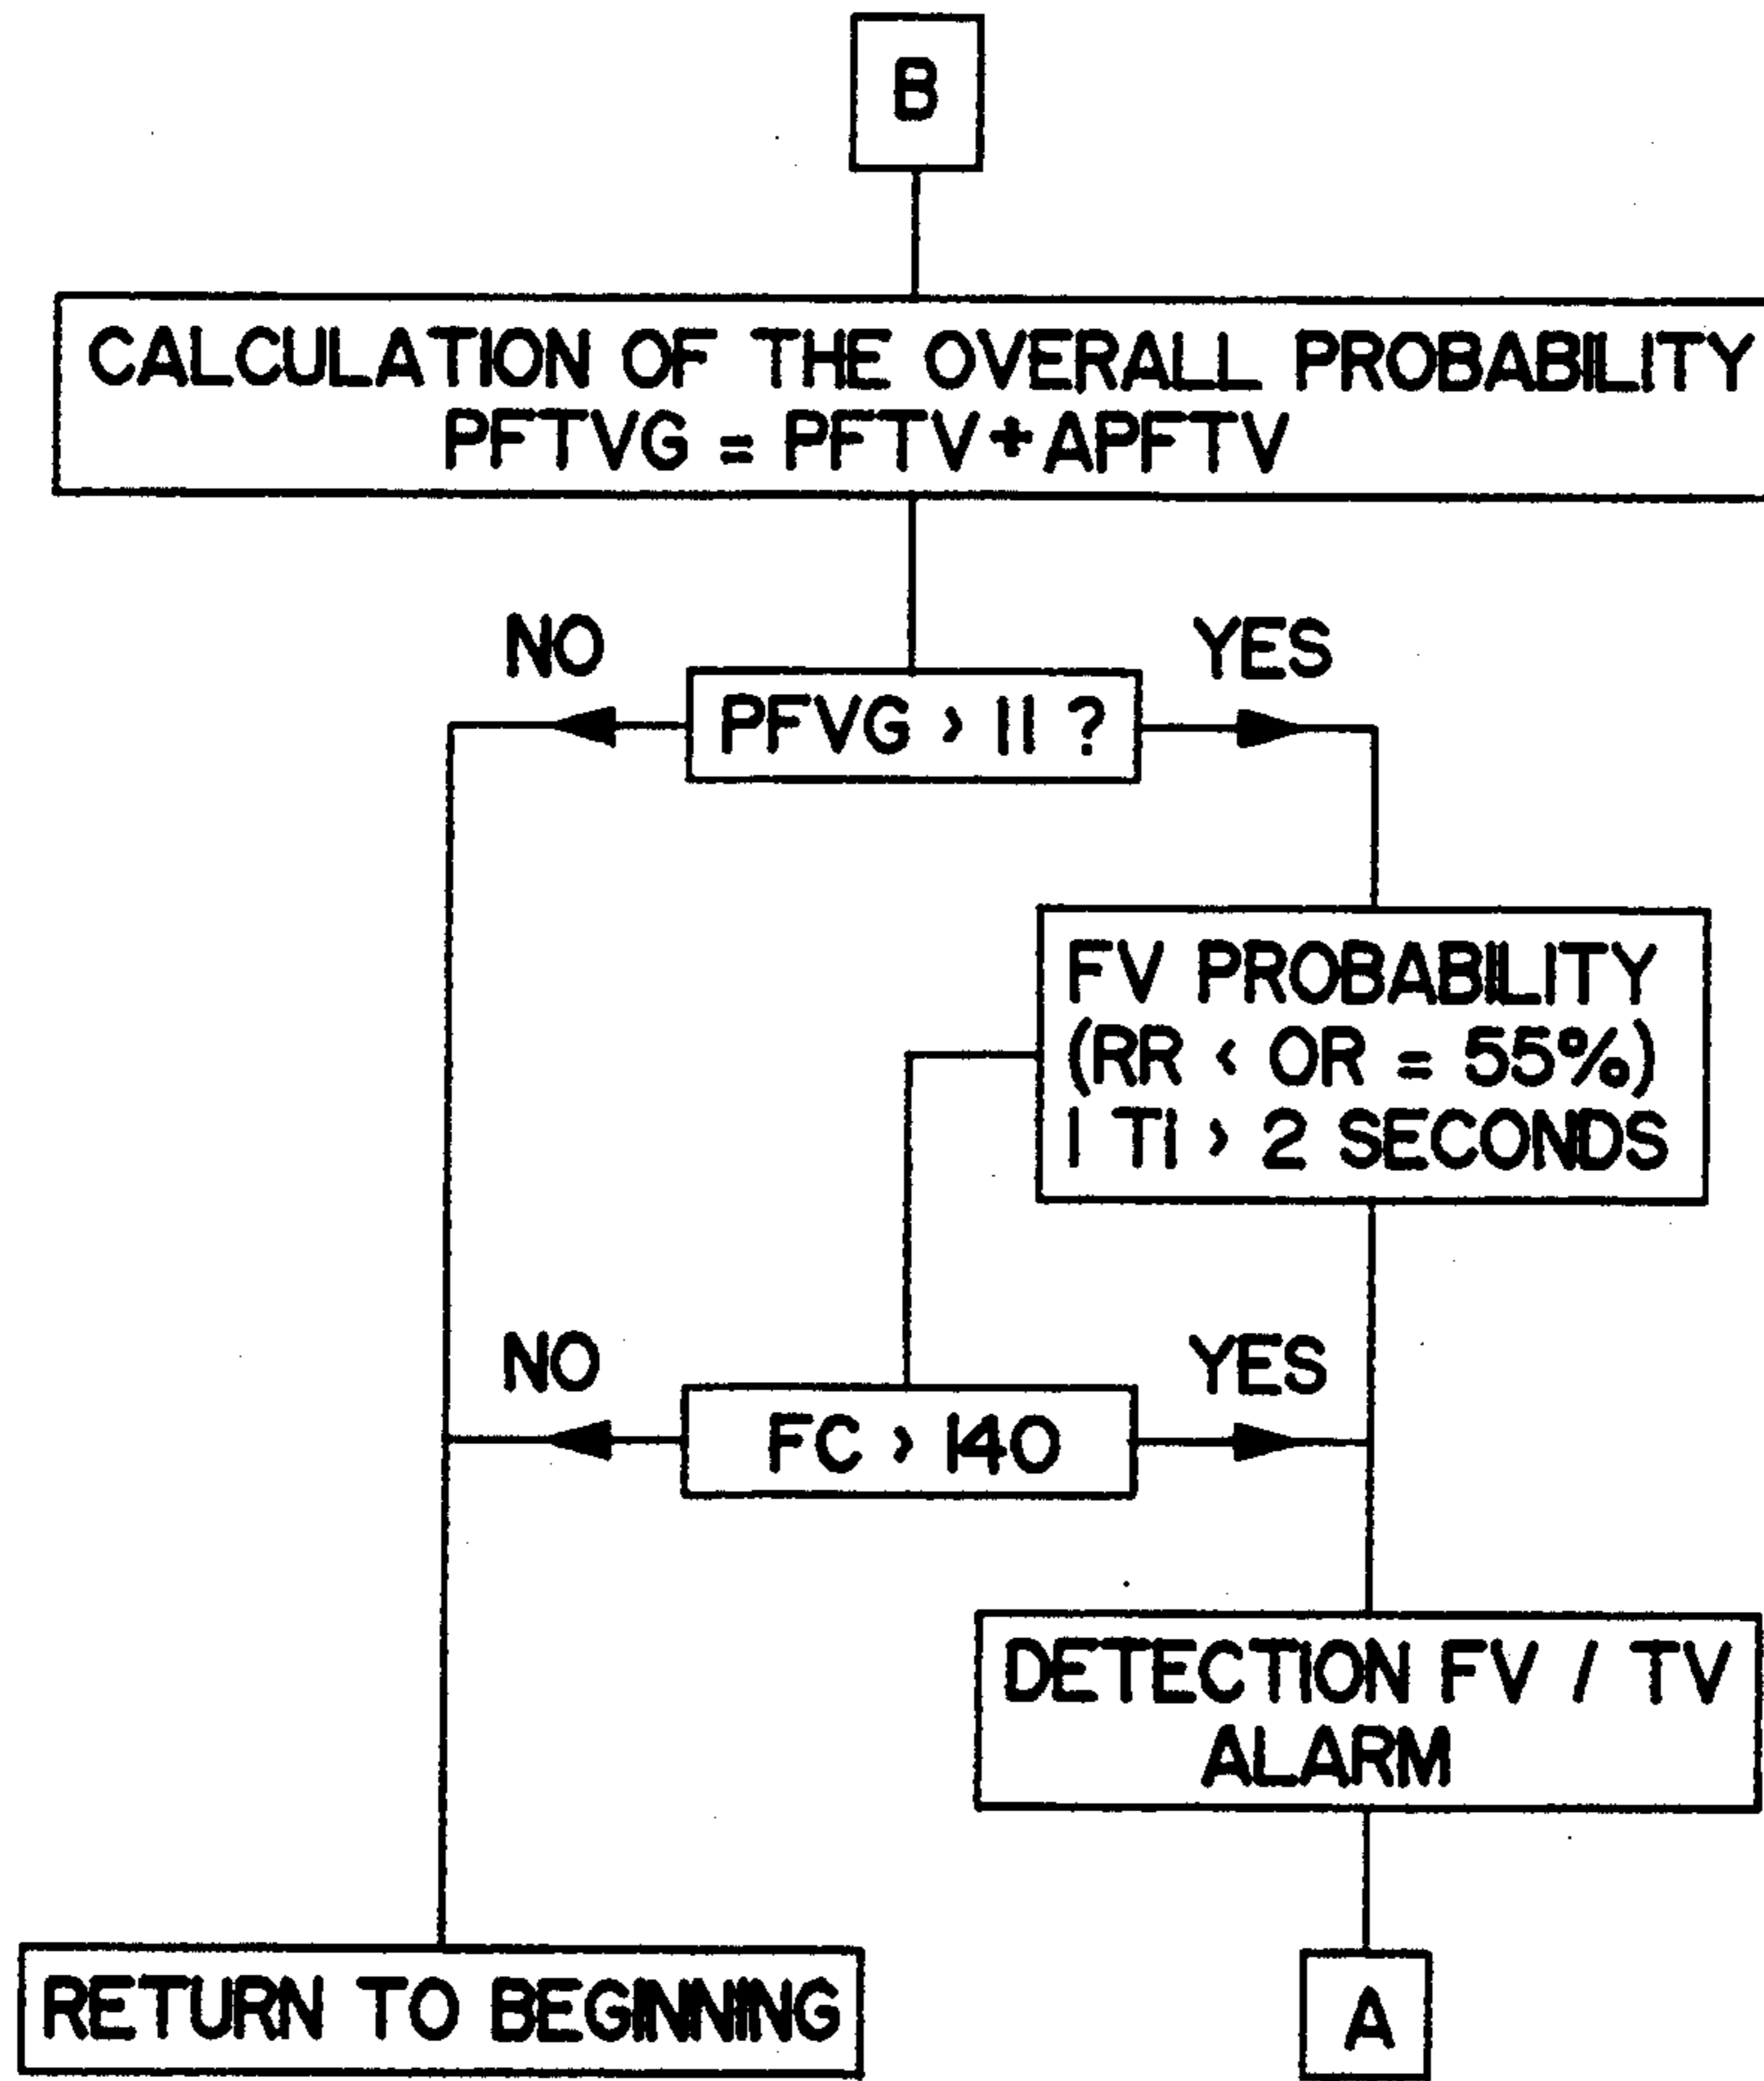 B
CALCULATION OF THE OVERALL PROBABILITY
PFTVG = PFTV+APFTV
NO
YES
PFVG > 11 ?
FV PROBABILITY
(RR < OR = 55%)
1 Ti > 2 SECONDS
NO
YES
FC > 140
DETECTION FV / TV
ALARM
RETURN TO BEGINNING
A